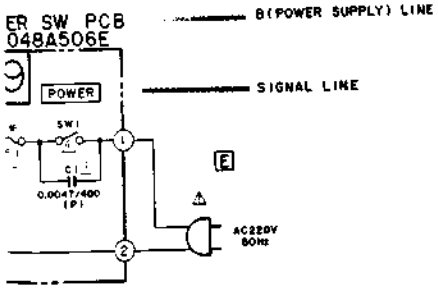 ER SW PCB
048A506E
B(POWER SUPPLY) LINE
SIGNAL LINE
POWER
SW1
1
C1
0.0047/400
(P)
E
AC220V
60Hz
2